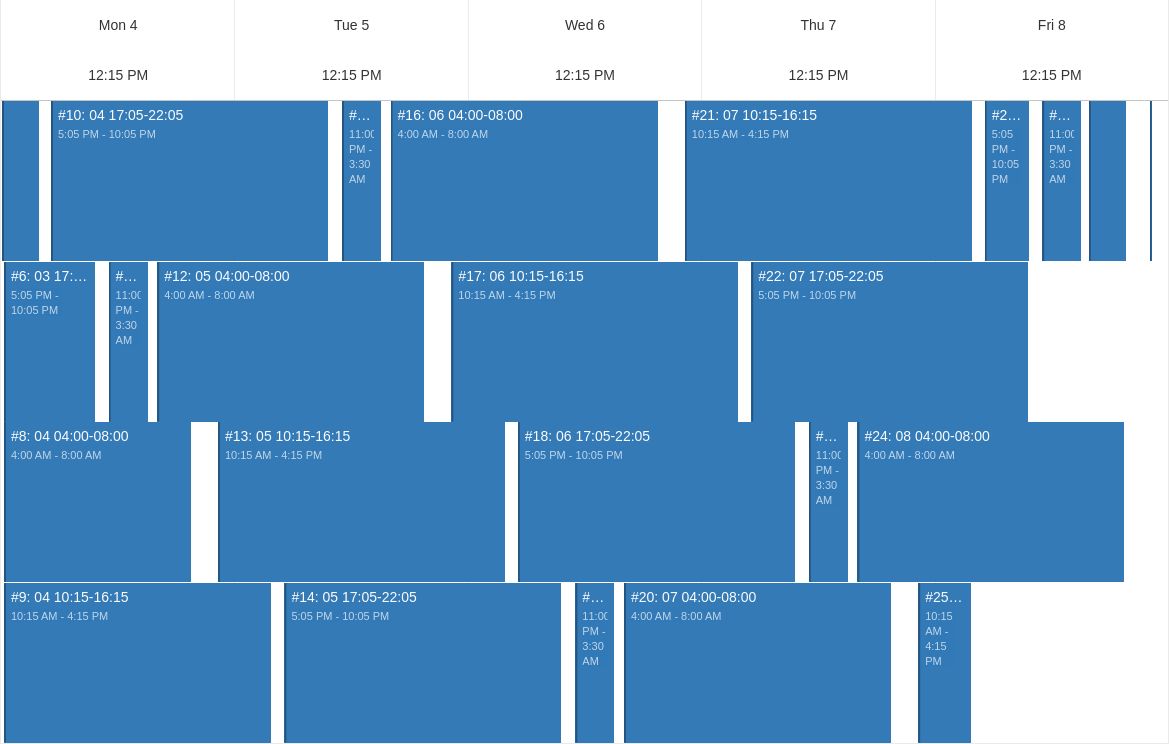 Mon 4
Tue 5
Wed 6
Thu 7
Fri 8
12:15 PM
12:15 PM
12:15 PM
12:15 PM
12:15 PM
#10: 04 17:05-22:05
5:05 PM - 10:05 PM
#...
11:00
PM -
3:30
AM
#16: 06 04:00-08:00
4:00 AM - 8:00 AM
#21: 07 10:15-16:15
10:15 AM - 4:15 PM
#2...
5:05
PM -
10:05
PM
#...
11:00
PM -
3:30
AM
#6: 03 17:...
5:05 PM -
10:05 PM
#...
11:00
PM -
3:30
AM
#12: 05 04:00-08:00
4:00 AM - 8:00 AM
#17: 06 10:15-16:15
10:15 AM - 4:15 PM
#22: 07 17:05-22:05
5:05 PM - 10:05 PM
#8: 04 04:00-08:00
4:00 AM - 8:00 AM
#13: 05 10:15-16:15
10:15 AM - 4:15 PM
#18: 06 17:05-22:05
5:05 PM - 10:05 PM
#...
11:00
PM -
3:30
AM
#24: 08 04:00-08:00
4:00 AM - 8:00 AM
#9: 04 10:15-16:15
10:15 AM - 4:15 PM
#14: 05 17:05-22:05
5:05 PM - 10:05 PM
#...
11:00
PM -
3:30
AM
#20: 07 04:00-08:00
4:00 AM - 8:00 AM
#25...
10:15
AM -
4:15
PM